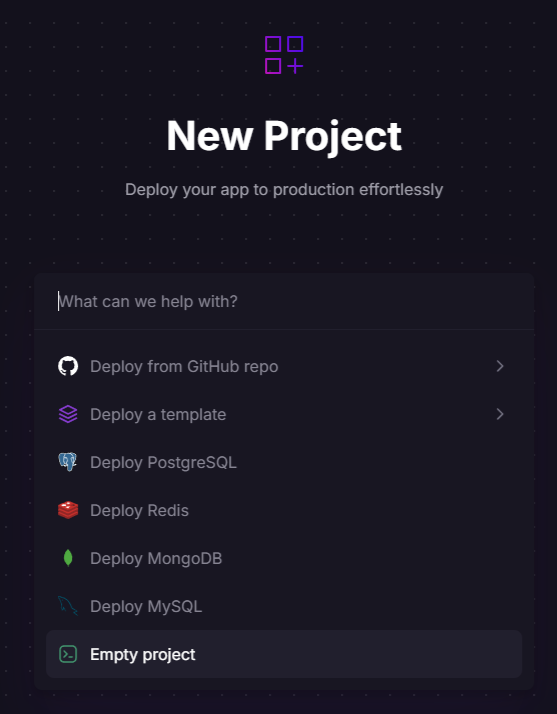 New Project
Deploy your app to production effortlessly
What can we help with?
Deploy from GitHub repo
Deploy a template
Deploy PostgreSQL
Deploy Redis
Deploy MongoDB
Deploy MySQL
Empty project